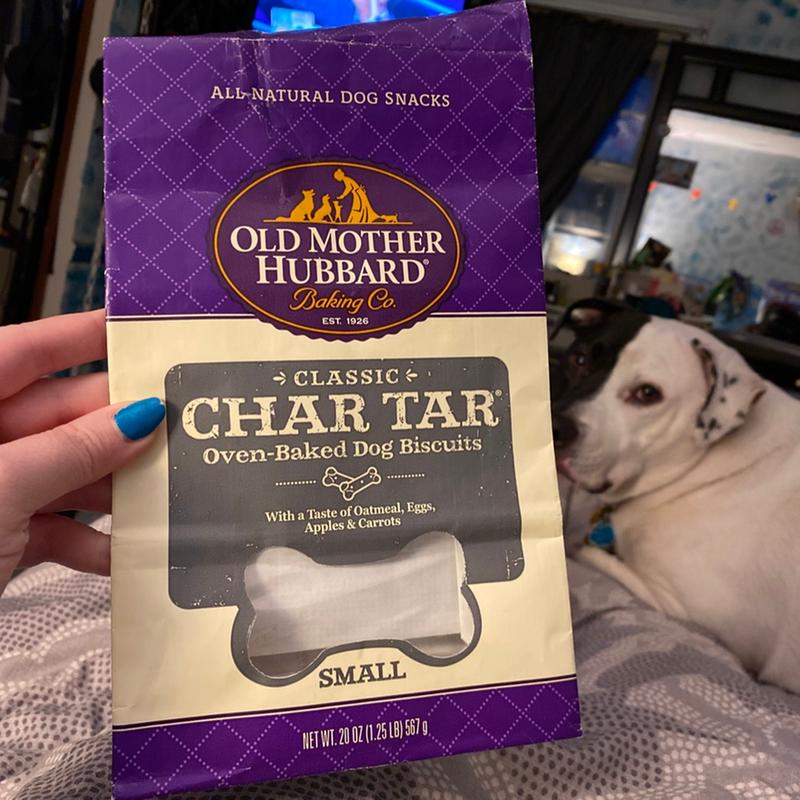 ALL NATURAL DOG SNACKS
OLD MOTHER
HUBBARD®
Baking Co.
EST. 1926
CLASSIC
CHAR TAR®
Oven-Baked Dog Biscuits
With a Taste of Oatmeal, Eggs,
Apples & Carrots
SMALL
NET WT. 20 OZ (1.25 LB) 567 g